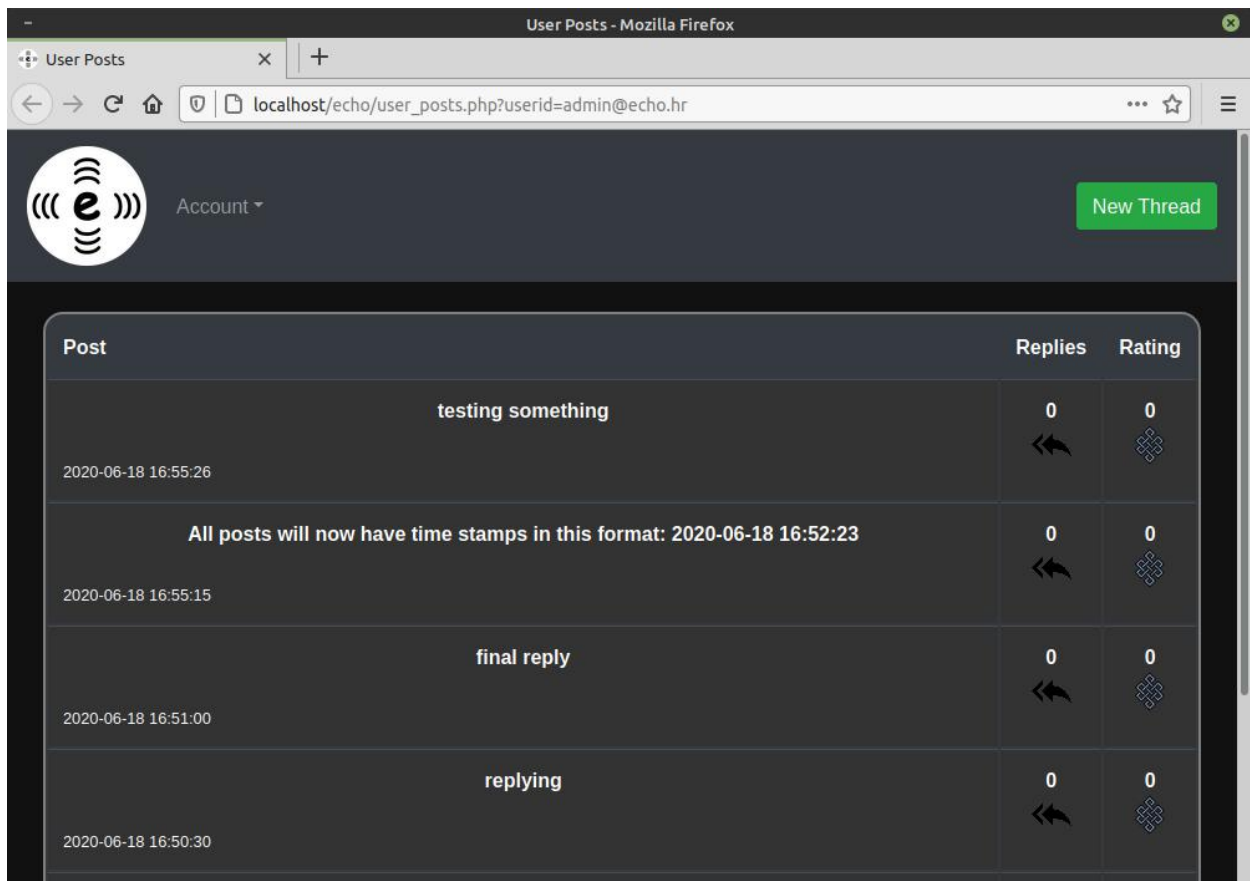 User Posts - Mozilla Firefox
User Posts
localhost/echo/user_posts.php?userid=admin@echo.hr
((( e )))
Account
New Thread
Post Replies Rating
testing something 0 0
2020-06-18 16:55:26
All posts will now have time stamps in this format: 2020-06-18 16:52:23 0 0
2020-06-18 16:55:15
final reply 0 0
2020-06-18 16:51:00
replying 0 0
2020-06-18 16:50:30